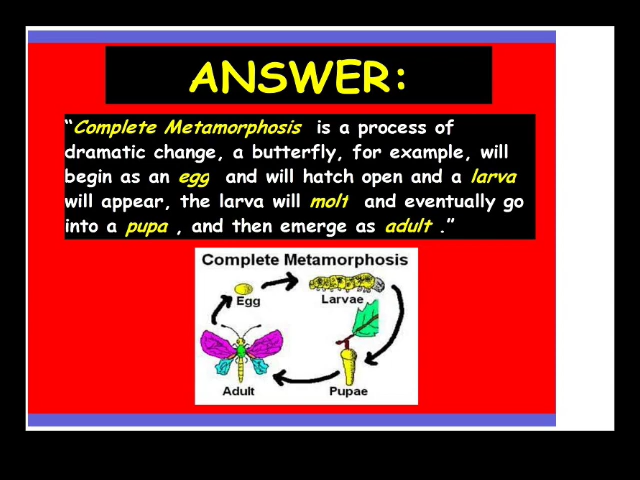 ANSWER:
“Complete Metamorphosis is a process of
dramatic change, a butterfly, for example, will
begin as an egg and will hatch open and a larva
will appear, the larva will molt and eventually go
into a pupa , and then emerge as adult .”
Complete Metamorphosis
Egg
Larvae
Adult
Pupae